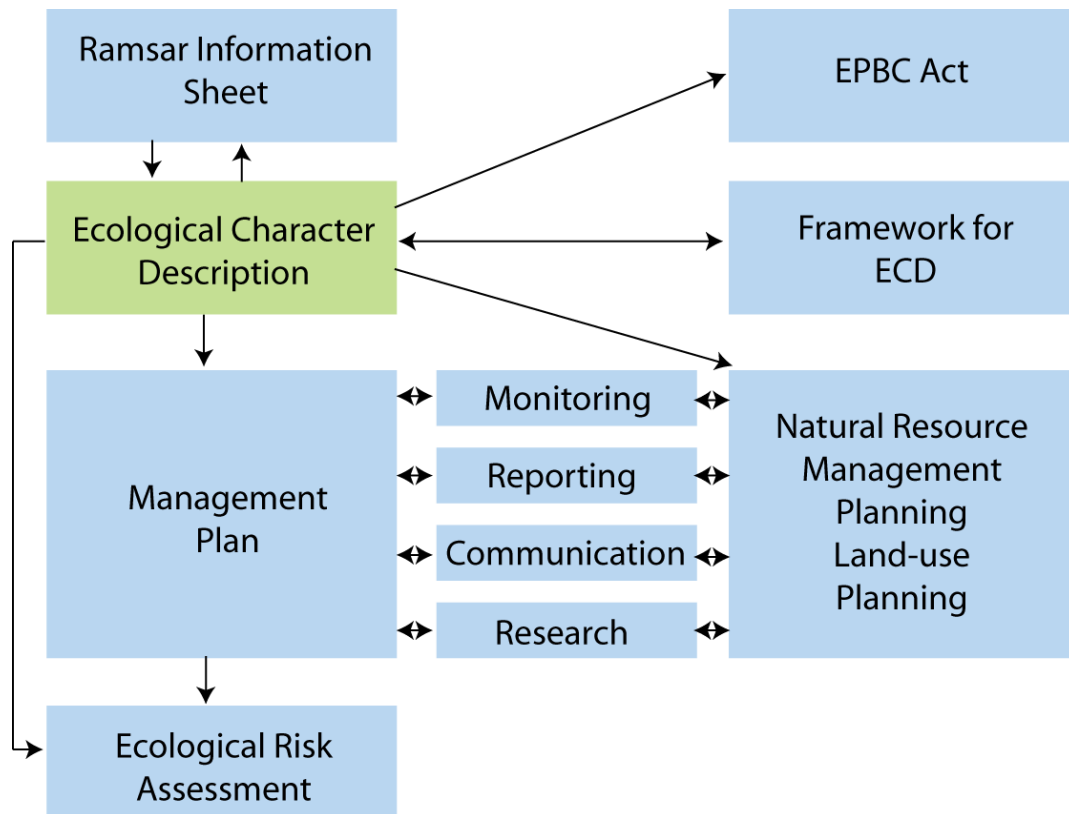 Ramsar Information
Sheet
EPBC Act
Ecological Character
Description
Framework for
ECD
Management
Plan
Monitoring
Reporting
Communication
Research
Natural Resource
Management
Planning
Land-use
Planning
Ecological Risk
Assessment